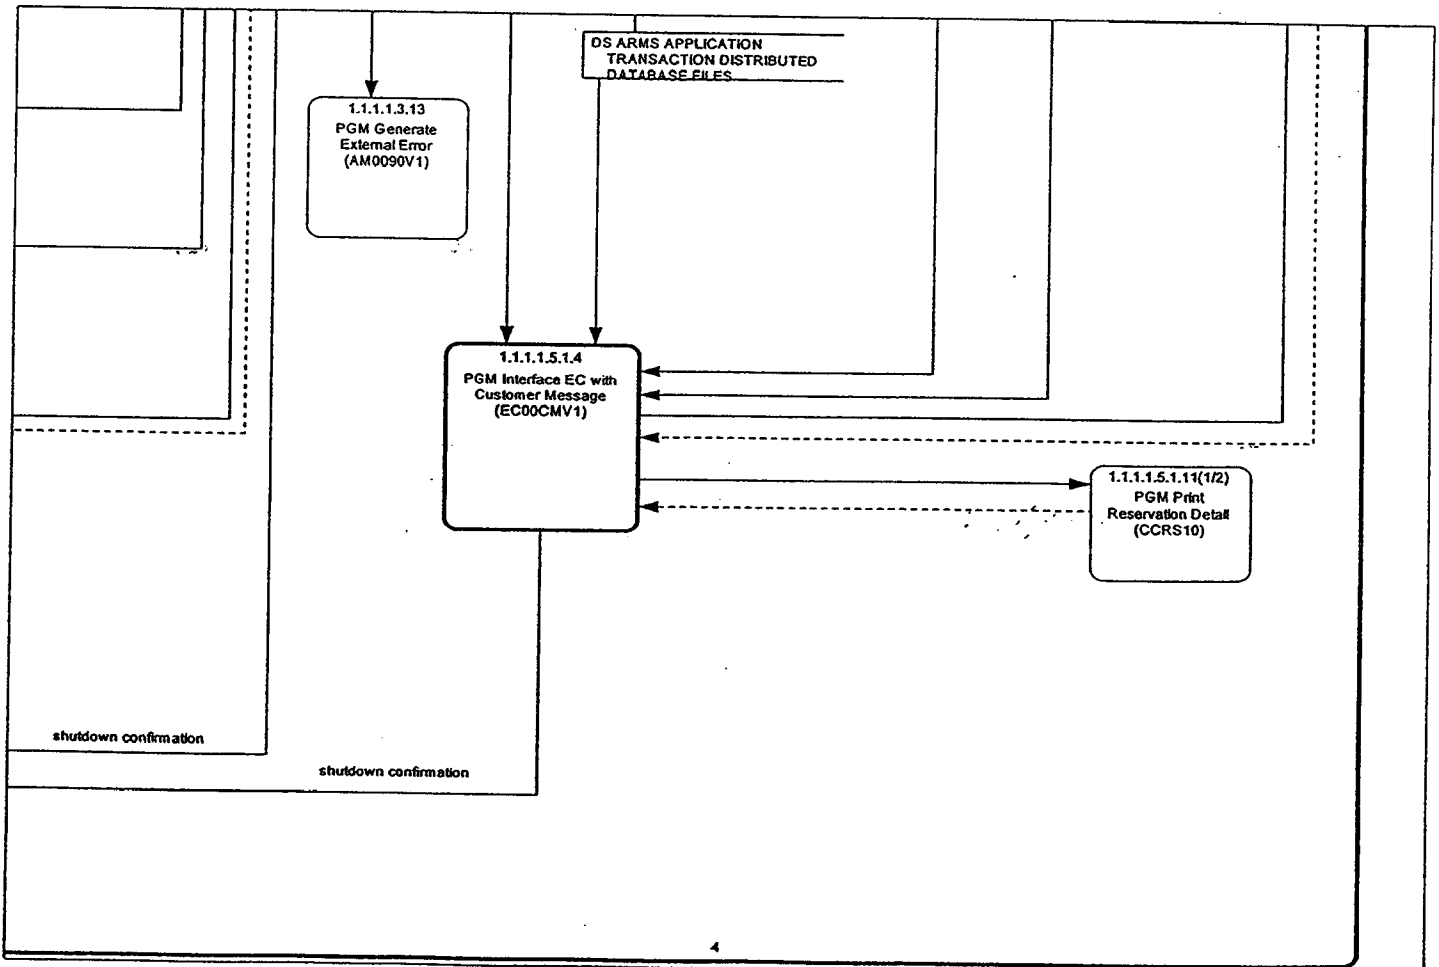 DS ARMS APPLICATION
TRANSACTION DISTRIBUTED
DATABASE FILES
1.1.1.1.3.13
PGM Generate
External Error
(AM0090V1)
1.1.1.1.5.1.4
PGM Interface EC with
Customer Message
(EC00CMV1)
1.1.1.1.5.1.11(1/2)
PGM Print
Reservation Detail
(CCRS10)
shutdown confirmation
shutdown confirmation
4